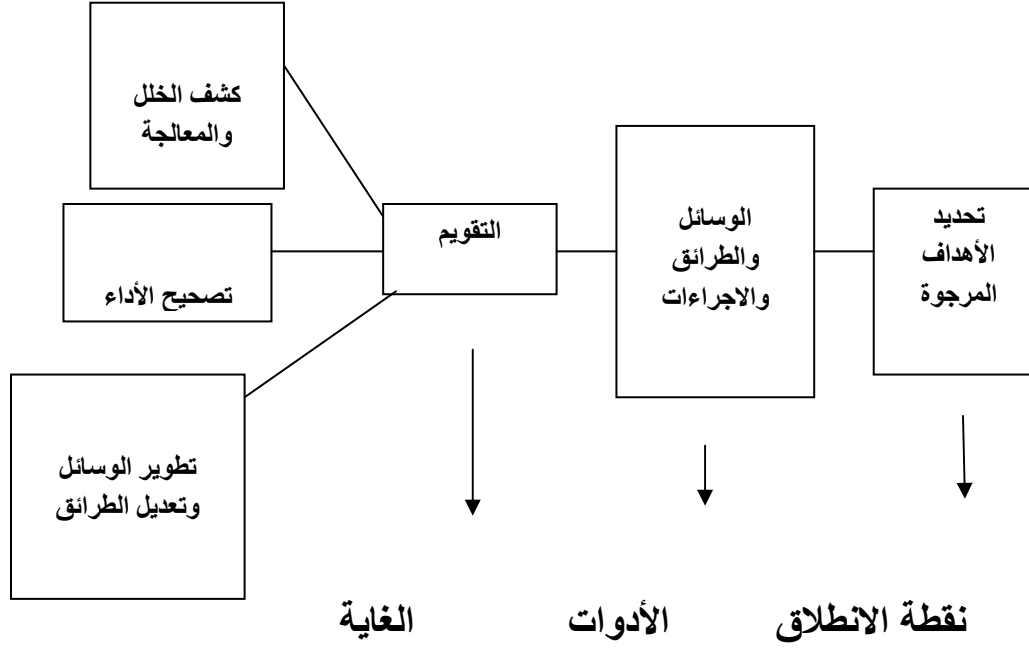 تحديد
الأهداف
المرجوة
الوسائل
والطرائق
والاجراءات
التقويم
كشف الخلل
والمعالجة
تصحيح الأداء
تطوير الوسائل
وتعديل الطرائق
نقطة الانطلاق
الأدوات
الغاية